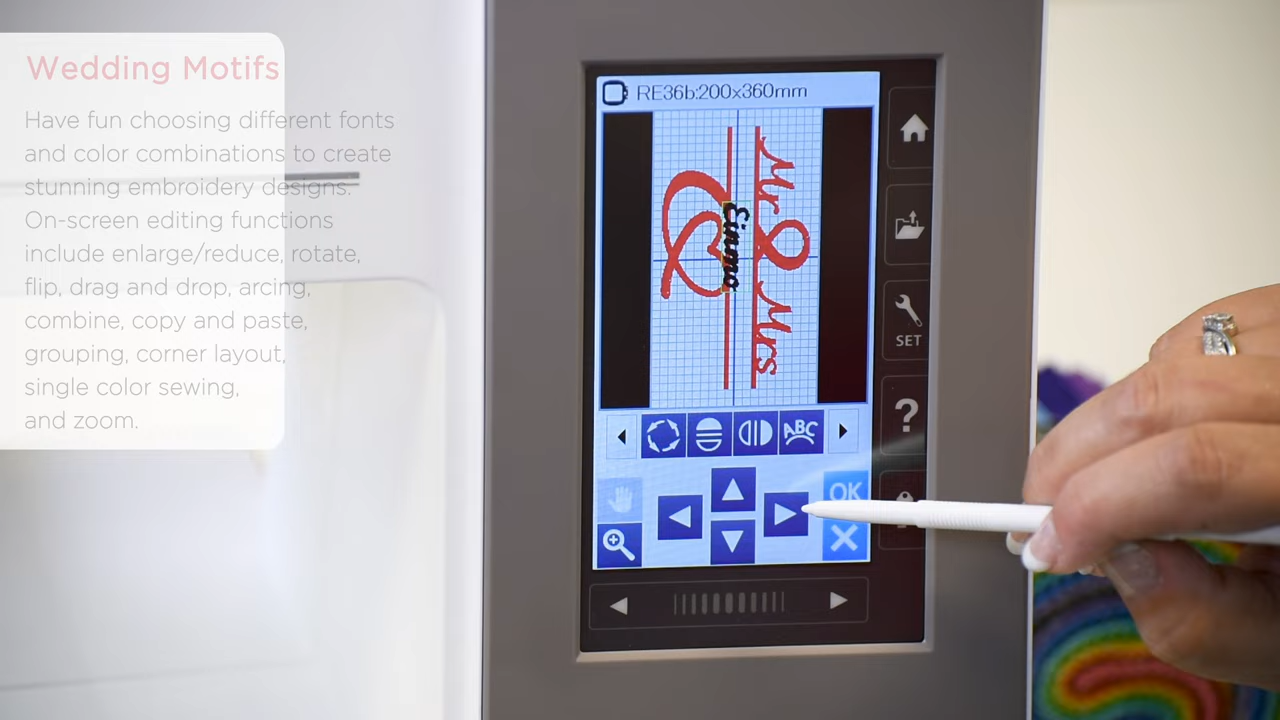 Wedding Motifs
Have fun choosing different fonts
and color combinations to create
stunning embroidery designs.
On-screen editing functions
include enlarge/reduce, rotate,
flip, drag and drop, arcing,
combine, copy and paste,
grouping, corner layout,
single color sewing,
and zoom.
RE36b:200x360mm
Mr & Mrs
ABC
OK
SET
?